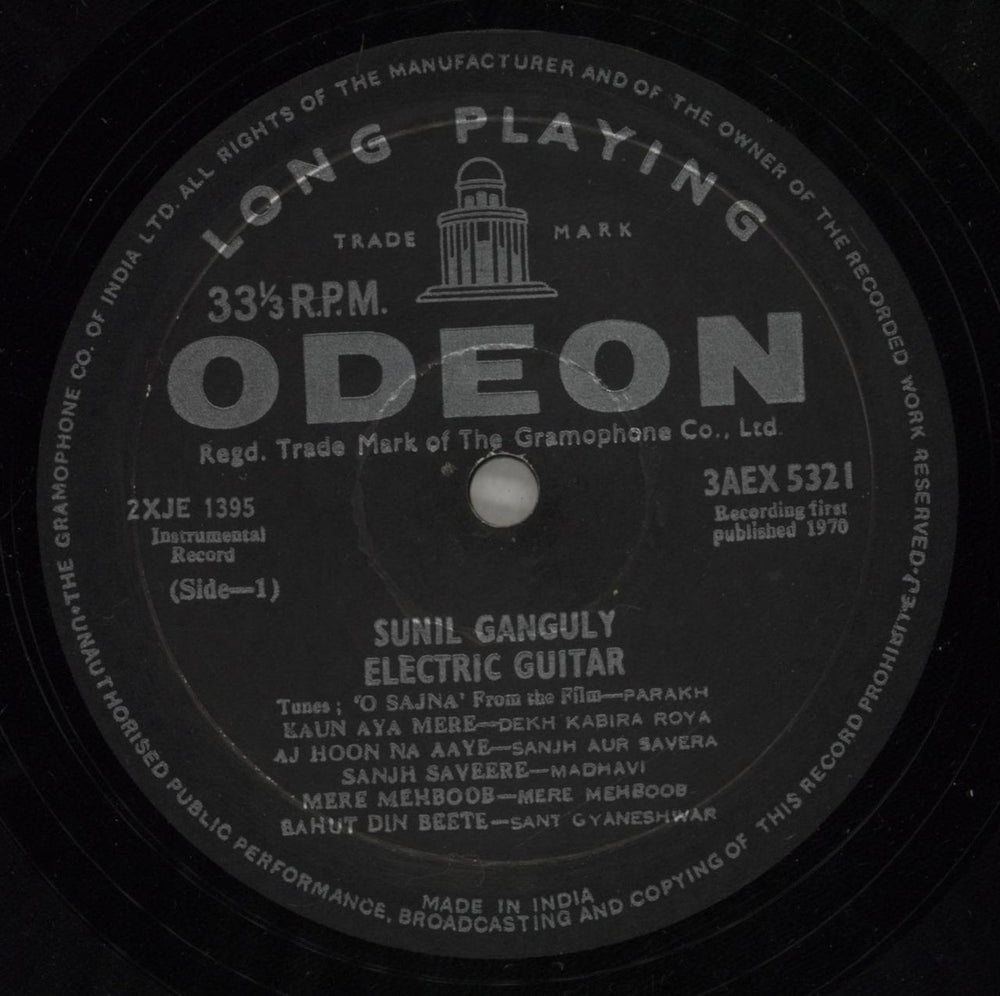 THE GRAMOPHONE CO. OF INDIA LTD. ALL RIGHTS OF THE MANUFACTURER AND OF THE OWNER OF THE RECORDED WORK RESERVED•
UNAUTHORISED PUBLIC PERFORMANCE, BROADCASTING AND COPYING OF THIS RECORD PROHIBITED•
LONG PLAYING
TRADE MARK
33⅓ R.P.M.
ODEON
Regd. Trade Mark of The Gramophone Co., Ltd.
2XJE 1395
Instrumental
Record
(Side—1)
3AEX 5321
Recording first
published 1970
SUNIL GANGULY
ELECTRIC GUITAR
Tunes ; 'O SAJNA' From the Film—PARAKH
KAUN AYA MERE—DEKH KABIRA ROYA
AJ HOON NA AAYE—SANJH AUR SAVERA
SANJH SAVEERE—MADHAVI
MERE MEHBOOB—MERE MEHBOOB
BAHUT DIN BEETE—SANT GYANESHWAR
MADE IN INDIA